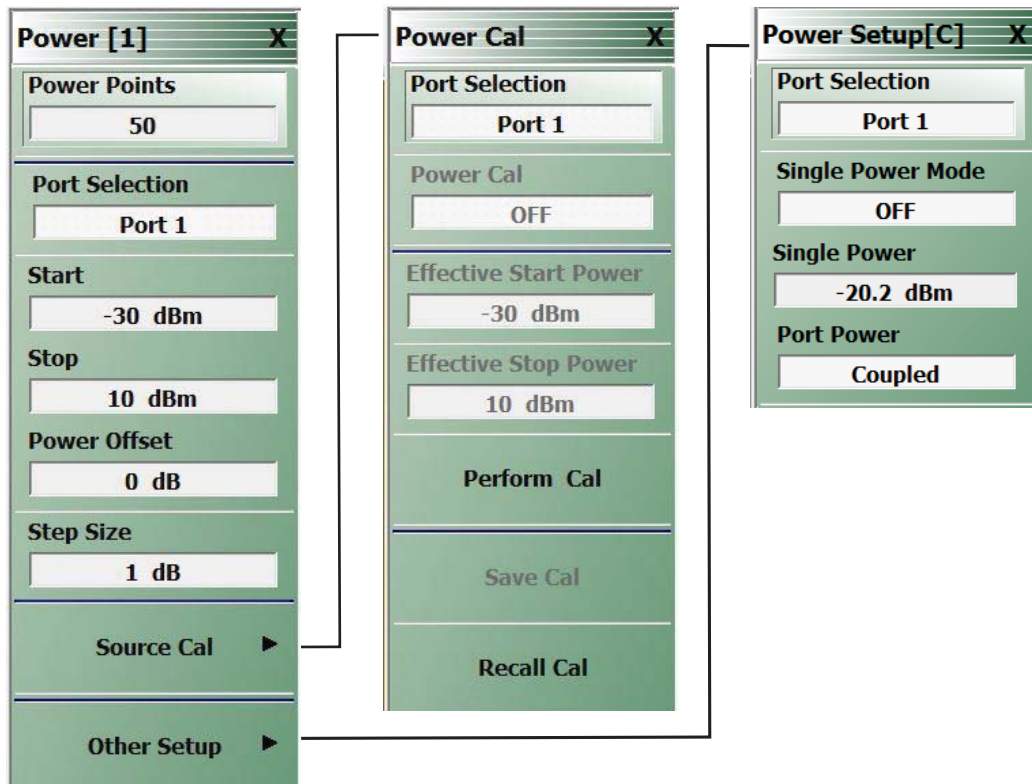 Power [1] X
Power Points
50
Port Selection
Port 1
Start
-30 dBm
Stop
10 dBm
Power Offset
0 dB
Step Size
1 dB
Source Cal
Other Setup
Power Cal X
Port Selection
Port 1
Power Cal
OFF
Effective Start Power
-30 dBm
Effective Stop Power
10 dBm
Perform Cal
Save Cal
Recall Cal
Power Setup[C] X
Port Selection
Port 1
Single Power Mode
OFF
Single Power
-20.2 dBm
Port Power
Coupled